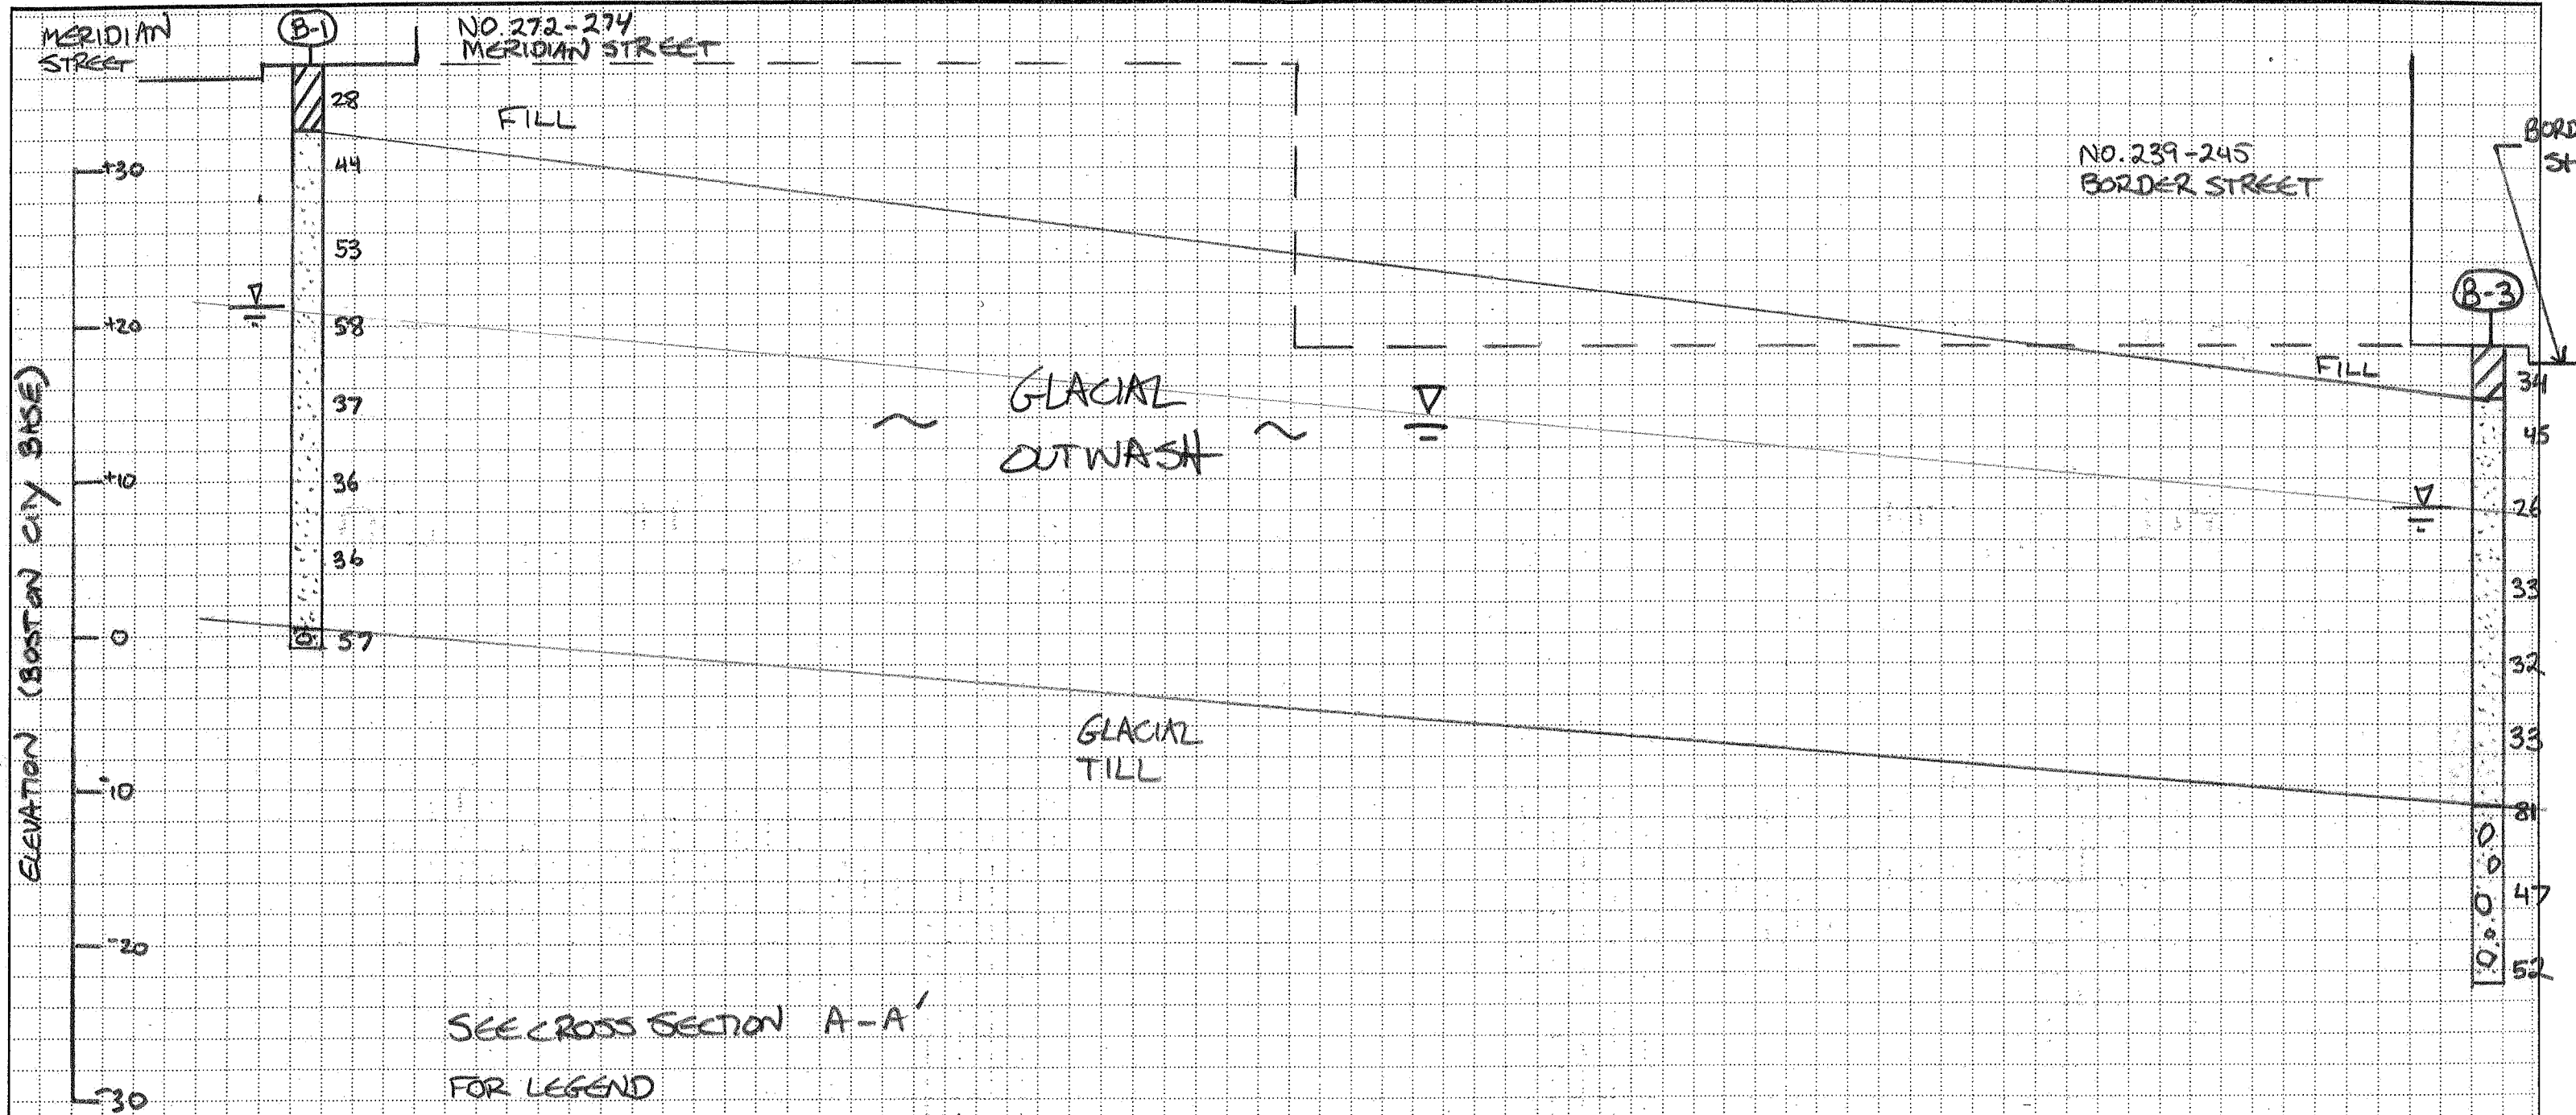 MERIDIAN
STREET
B-1
NO. 272-274
MERIDIAN STREET
28
FILL
44
+30
53
58
+20
37
36
+10
36
57
0
-10
-20
-30
ELEVATION (BOSTON CITY BASE)
GLACIAL
~ OUTWASH ~
GLACIAL
TILL
SEE CROSS SECTION A-A'
FOR LEGEND
NO. 239-245
BORDER STREET
BORD
St
B-3
FILL
34
45
26
33
32
33
81
47
52